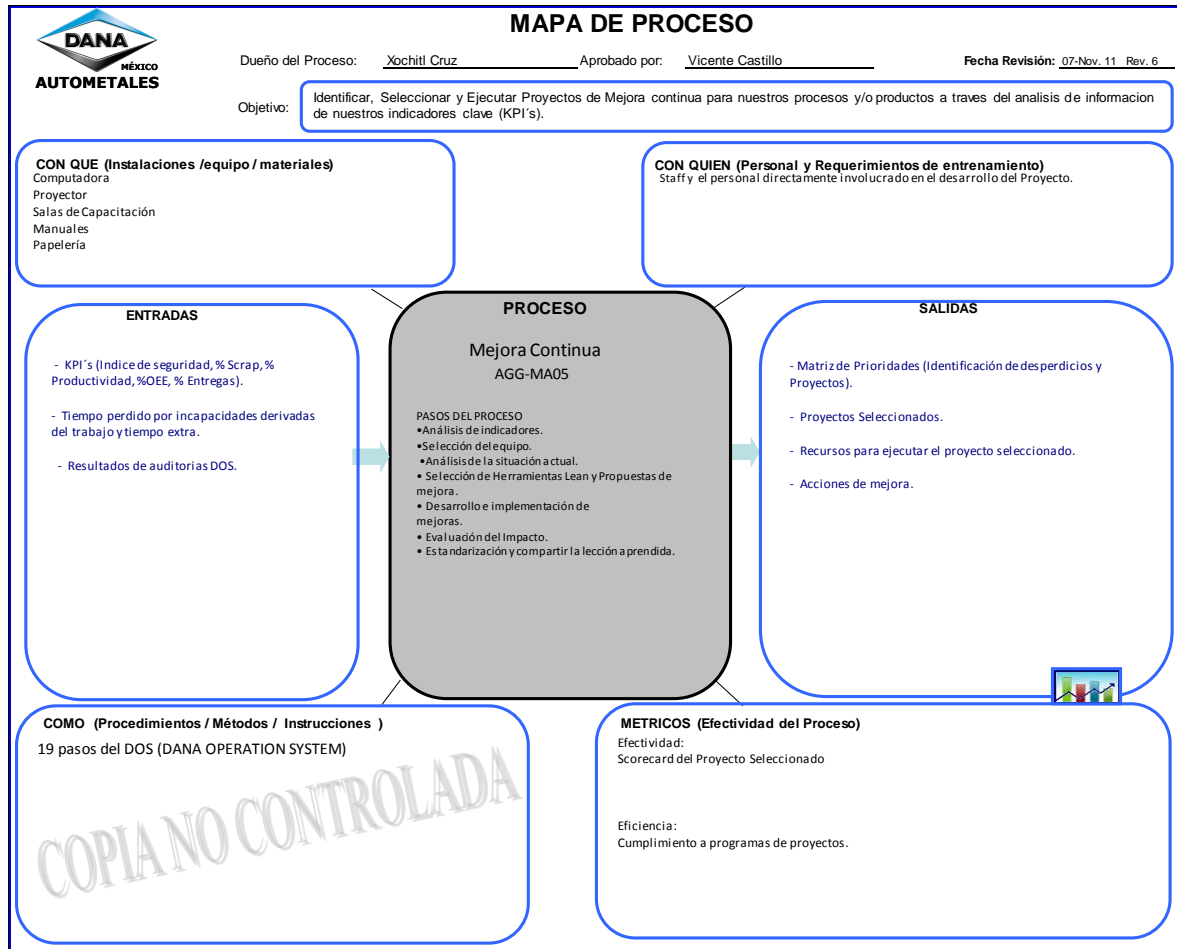 MAPA DE PROCESO
DANA
MÉXICO
AUTOMETALES
Dueño del Proceso: Xochitl Cruz Aprobado por: Vicente Castillo Fecha Revisión: 07-Nov. 11 Rev. 6
Objetivo:
Identificar, Seleccionar y Ejecutar Proyectos de Mejora continua para nuestros procesos y/o productos a traves del analisis de informacion
de nuestros indicadores clave (KPI´s).
CON QUE (Instalaciones /equipo / materiales)
Computadora
Proyector
Salas de Capacitación
Manuales
Papelería
CON QUIEN (Personal y Requerimientos de entrenamiento)
Staff y el personal directamente involucrado en el desarrollo del Proyecto.
ENTRADAS
- KPI´s (Indice de seguridad, % Scrap, %
Productividad, %OEE, % Entregas).
- Tiempo perdido por incapacidades derivadas
del trabajo y tiempo extra.
- Resultados de auditorias DOS.
PROCESO
Mejora Continua
AGG-MA05
PASOS DEL PROCESO
•Análisis de indicadores.
•Selección del equipo.
•Análisis de la situación actual.
• Selección de Herramientas Lean y Propuestas de
mejora.
• Desarrollo e implementación de
mejoras.
• Evaluación del Impacto.
• Estandarización y compartir la lección aprendida.
SALIDAS
- Matriz de Prioridades (Identificación de desperdicios y
Proyectos).
- Proyectos Seleccionados.
- Recursos para ejecutar el proyecto seleccionado.
- Acciones de mejora.
COMO (Procedimientos / Métodos / Instrucciones )
19 pasos del DOS (DANA OPERATION SYSTEM)
COPIA NO CONTROLADA
METRICOS (Efectividad del Proceso)
Efectividad:
Scorecard del Proyecto Seleccionado
Eficiencia:
Cumplimiento a programas de proyectos.